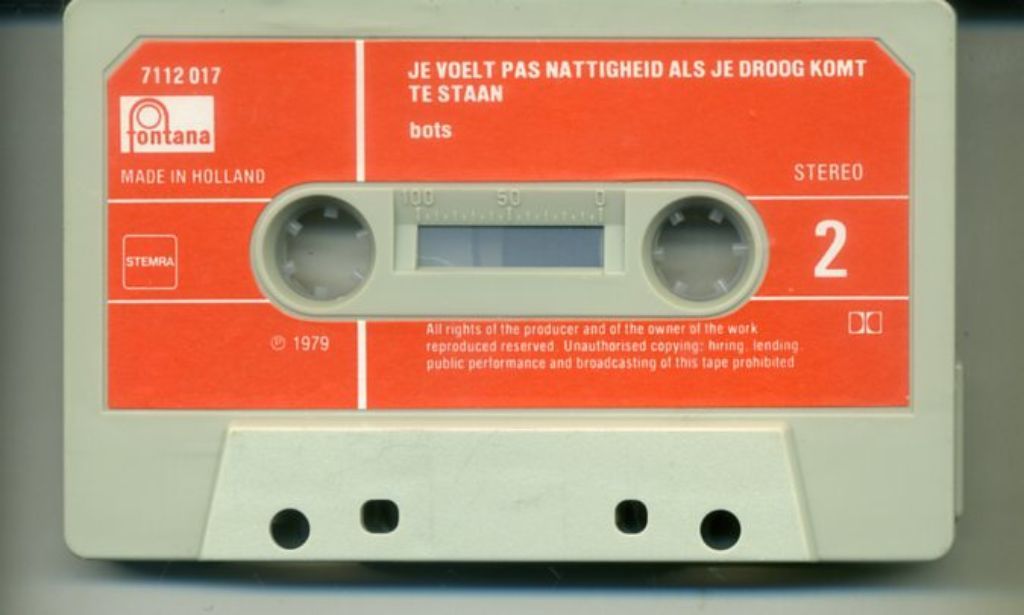 7112 017
fontana
MADE IN HOLLAND
JE VOELT PAS NATTIGHEID ALS JE DROOG KOMT
TE STAAN
bots
STEREO
100 50 0
STEMRA
2
℗ 1979
All rights of the producer and of the owner of the work
reproduced reserved. Unauthorised copying: hiring. lending.
public performance and broadcasting of this tape prohibited